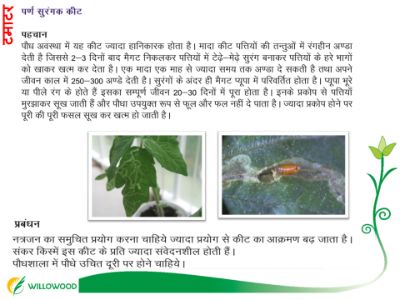 टमाटर
पर्ण सुरंगक कीट
पहचान
पौध अवस्था में यह कीट ज्यादा हानिकारक होता है। मादा कीट पत्तियों की तन्तुओं में रंगहीन अण्डा
देती है जिससे 2–3 दिनों बाद मैगट निकलकर पत्तियों में टेढ़े–मेढ़े सुरंग बनाकर पत्तियों के हरे भागों
को खाकर खत्म कर देता है। एक मादा एक माह से ज्यादा समय तक अण्डा दे सकती है तथा अपने
जीवन काल में 250–300 अण्डे देती है। सुरंगों के अंदर ही मैगट प्यूपा में परिवर्तित होता है। प्यूपा भूरे
या पीले रंग के होते हैं इसका सम्पूर्ण जीवन 20–30 दिनों में पूरा होता है। इनके प्रकोप से पत्तियाँ
मुरझाकर सूख जाती हैं और पौधा उपयुक्त रूप से फूल और फल नहीं दे पाता है। ज्यादा प्रकोप होने पर
पूरी की पूरी फसल सूख कर खत्म हो जाती है।
प्रबंधन
नत्रजन का समुचित प्रयोग करना चाहिये ज्यादा प्रयोग से कीट का आक्रमण बढ़ जाता है।
संकर किस्में इस कीट के प्रति ज्यादा संवेदनशील होती हैं।
पौधशाला में पौधे उचित दूरी पर होने चाहिये।
WILLOWOOD